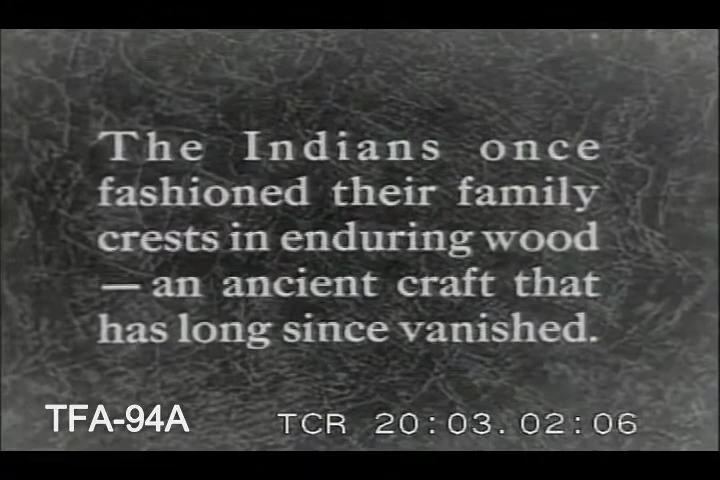 The Indians once
fashioned their family
crests in enduring wood
— an ancient craft that
has long since vanished.
TFA-94A
TCR 20:03.02:06